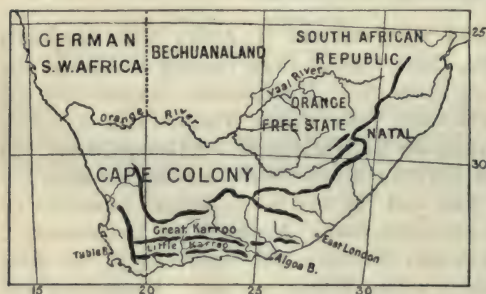 GERMAN
S.W. AFRICA
BECHUANALAND
SOUTH AFRICAN
REPUBLIC
25
Vaal River
ORANGE
FREE STATE
Orange River
NATAL
30
CAPE COLONY
Great Karroo
Little Karroo
Table B.
Algoa B.
East London
15
20
25
30